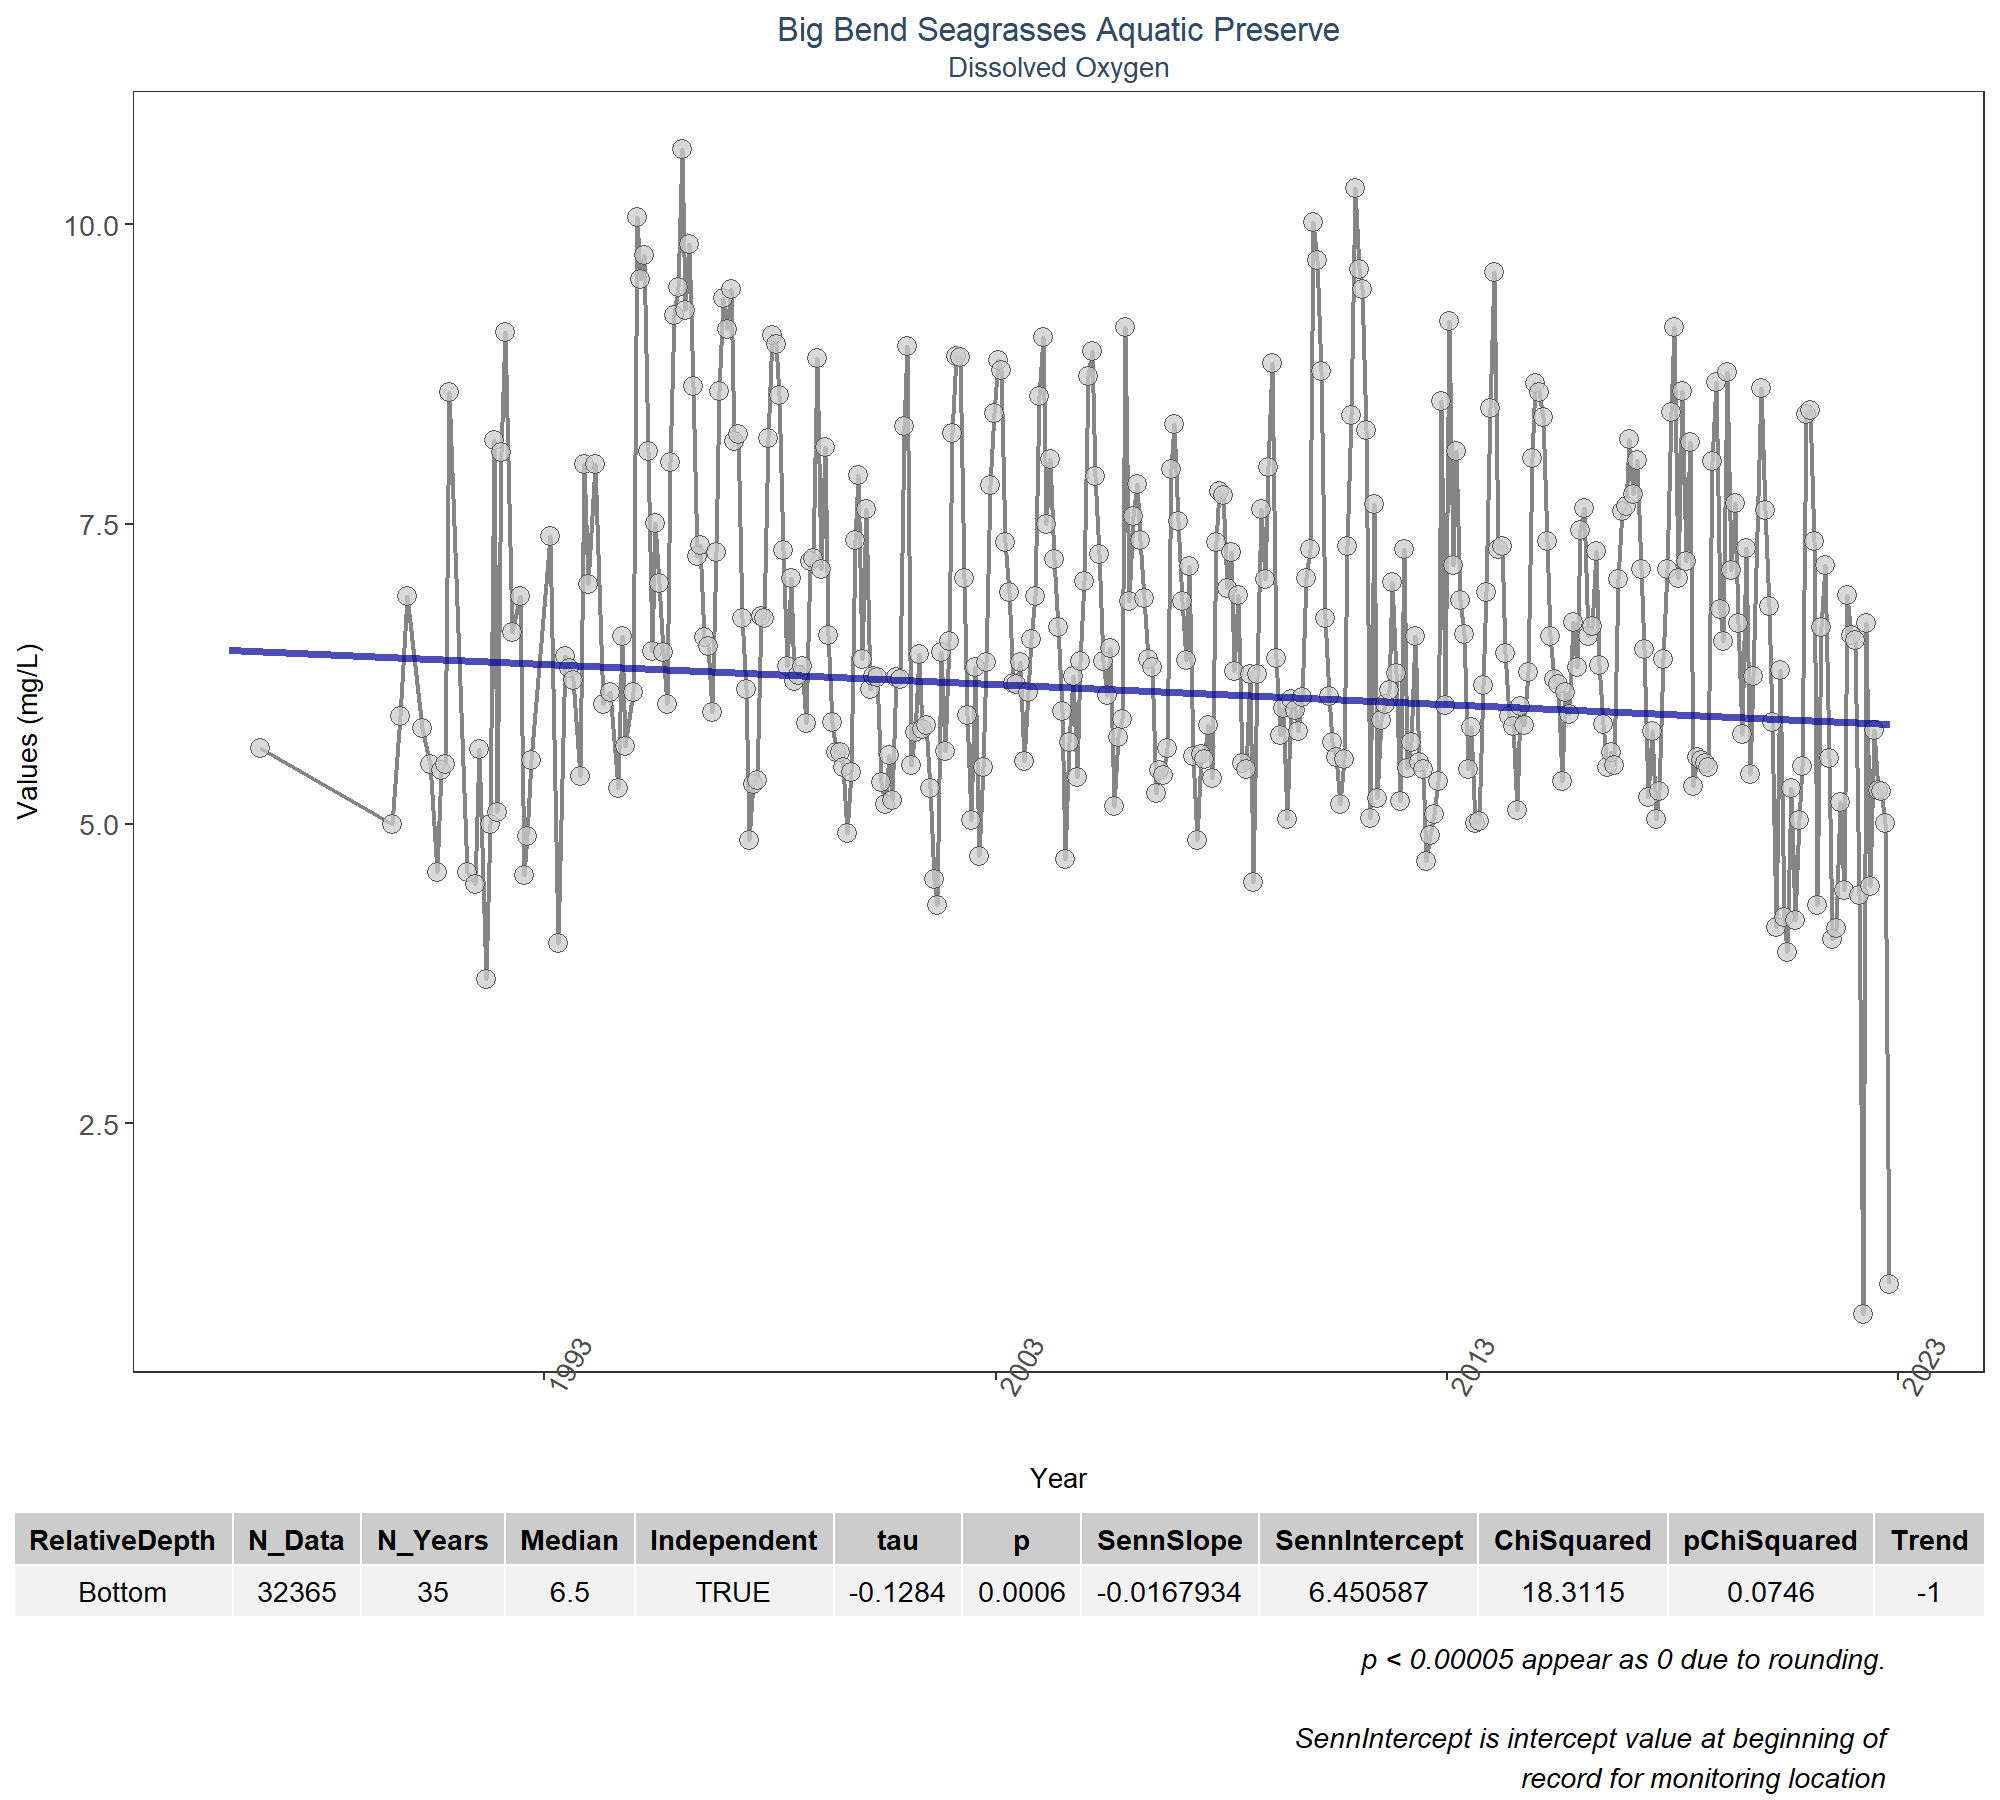 Big Bend Seagrasses Aquatic Preserve
Dissolved Oxygen
Values (mg/L)
10.0
7.5
5.0
2.5
1993 2003 2013 2023
Year
RelativeDepth N_Data N_Years Median Independent tau p SennSlope SennIntercept ChiSquared pChiSquared Trend
Bottom 32365 35 6.5 TRUE -0.1284 0.0006 -0.0167934 6.450587 18.3115 0.0746 -1
p < 0.00005 appear as 0 due to rounding.
SennIntercept is intercept value at beginning of
record for monitoring location